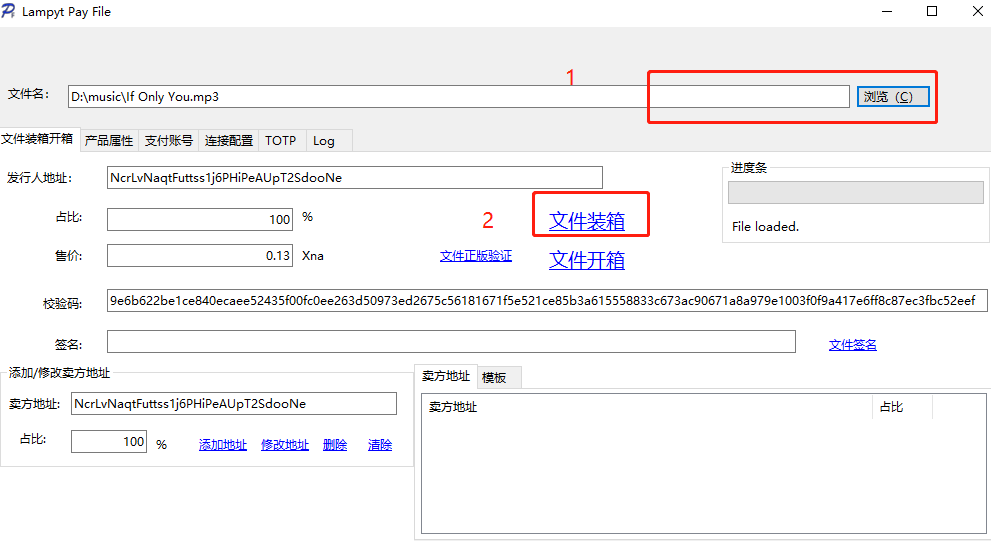 Lampyt Pay File
1
文件名: D:\music\If Only You.mp3 浏览 (C)
文件装箱开箱 产品属性 支付账号 连接配置 TOTP Log
发行人地址: NcrLvNaqtFuttss1j6PHiPeAUpT2SdooNe 进度条
占比: 100 % 2 文件装箱 File loaded.
售价: 0.13 Xna 文件正版验证 文件开箱
校验码: 9e6b622be1ce840ecaee52435f00fc0ee263d50973ed2675c56181671f5e521ce85b3a615558833c673ac90671a8a979e1003f0f9a417e6ff8c87ec3fbc52eef
签名: 文件签名
添加/修改卖方地址 卖方地址 模板
卖方地址: NcrLvNaqtFuttss1j6PHiPeAUpT2SdooNe 卖方地址 占比
占比: 100 % 添加地址 修改地址 删除 清除